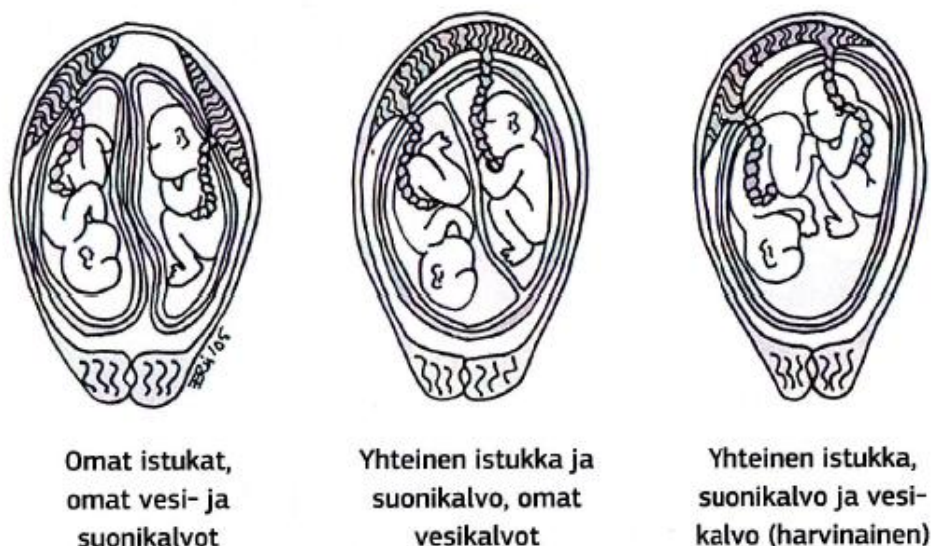 Omat istukat,
omat vesi- ja
suonikalvot
Yhteinen istukka ja
suonikalvo, omat
vesikalvot
Yhteinen istukka,
suonikalvo ja vesi-
kalvo (harvinainen)